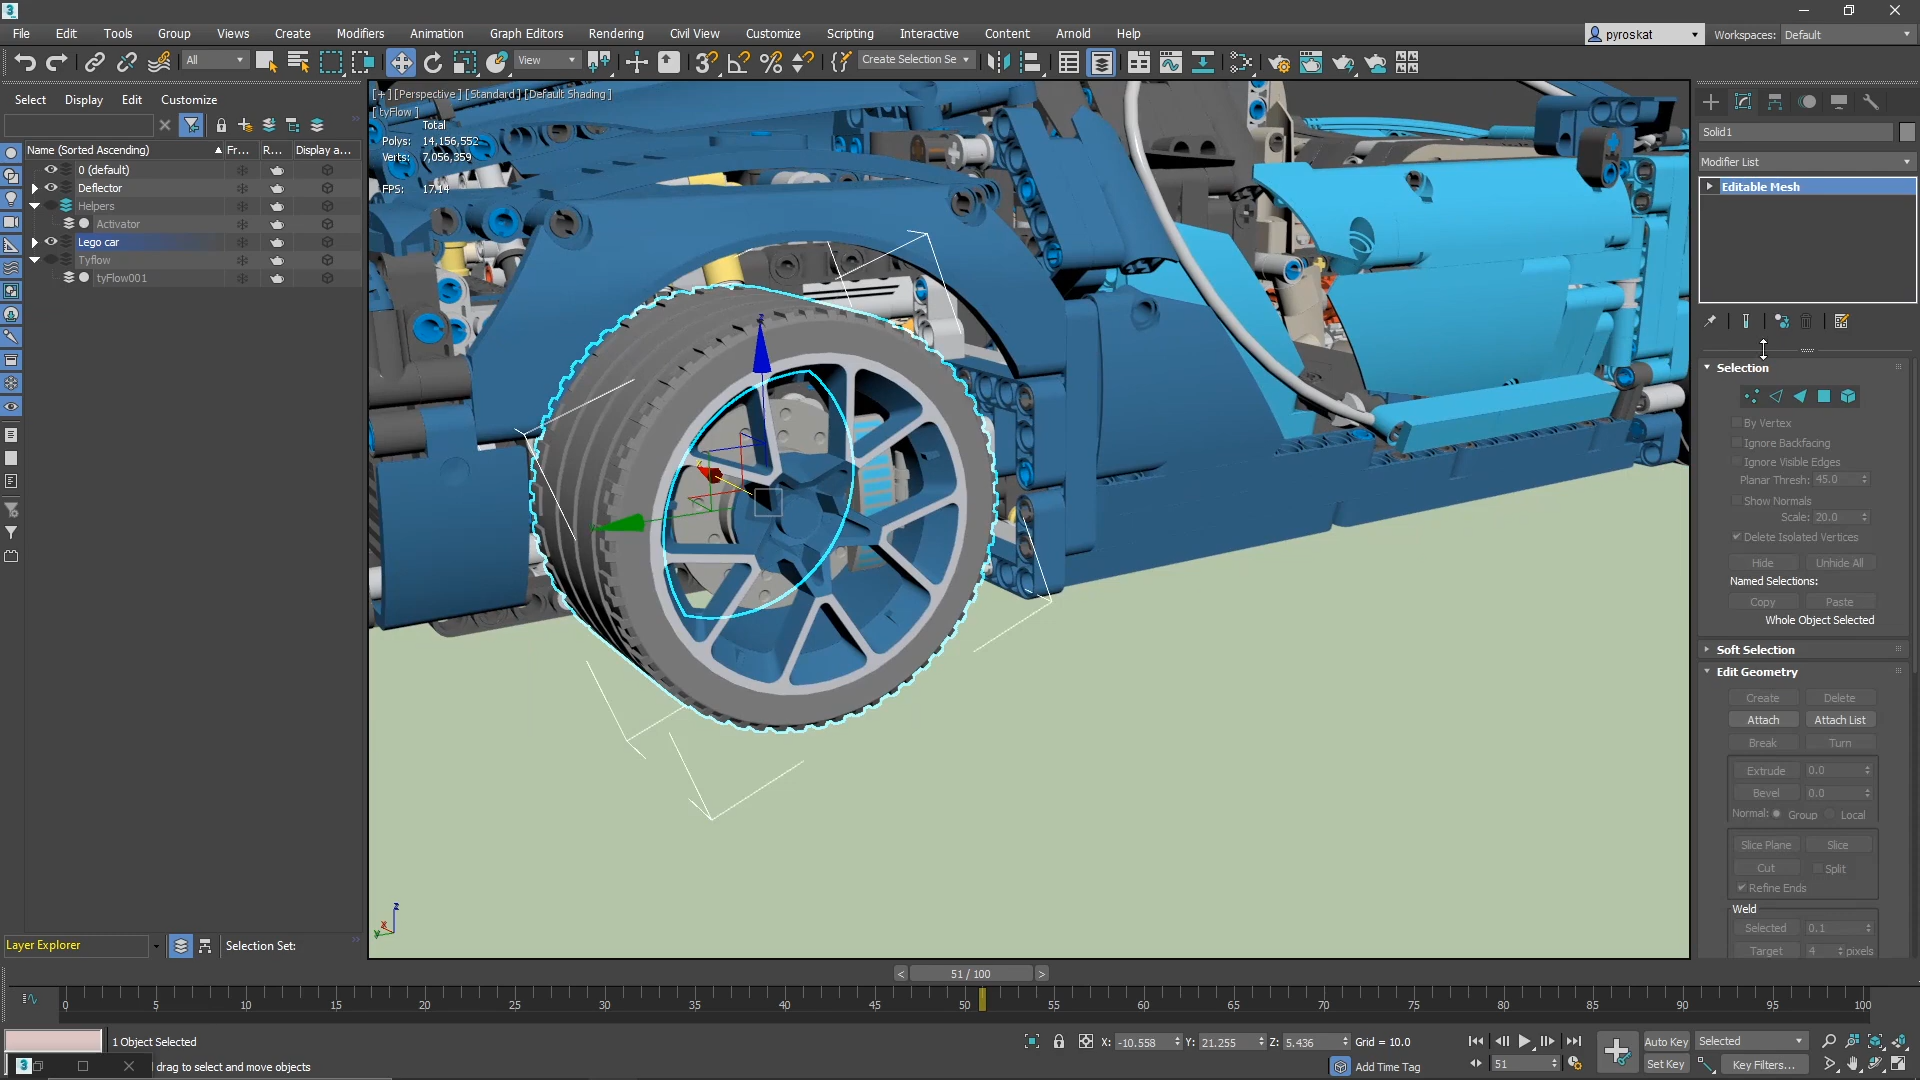 File Edit Tools Group Views Create Modifiers Animation Graph Editors Rendering Civil View Customize Scripting Interactive Content Arnold Help pyroskat Workspaces: Default
All View Create Selection Se
Select Display Edit Customize
[+] [Perspective] [Standard] [Default Shading]
[tyFlow]
Total
Polys: 14,156,552
Verts: 7,056,359
FPS: 17,14
Name (Sorted Ascending) Fr... R... Display a...
0 (default)
Deflector
Helpers
Activator
Lego car
Tyflow
tyFlow001
Solid1
Modifier List
Editable Mesh
Selection
By Vertex
Ignore Backfacing
Ignore Visible Edges
Planar Thresh: 45.0
Show Normals
Scale: 20.0
Delete Isolated Vertices
Hide Unhide All
Named Selections:
Copy Paste
Whole Object Selected
Soft Selection
Edit Geometry
Create Delete
Attach Attach List
Break Turn
Extrude 0.0
Bevel 0.0
Normal: Group Local
Slice Plane Slice
Cut Split
Refine Ends
Weld
Selected 0.1
Target 4 pixels
z
x
y
Layer Explorer Selection Set:
< 51 / 100 >
0 5 10 15 20 25 30 35 40 45 50 55 60 65 70 75 80 85 90 95 100
1 Object Selected X: -10.558 Y: 21.255 Z: 5.436 Grid = 10.0 Auto Key Selected
drag to select and move objects Add Time Tag 51 Set Key Key Filters...